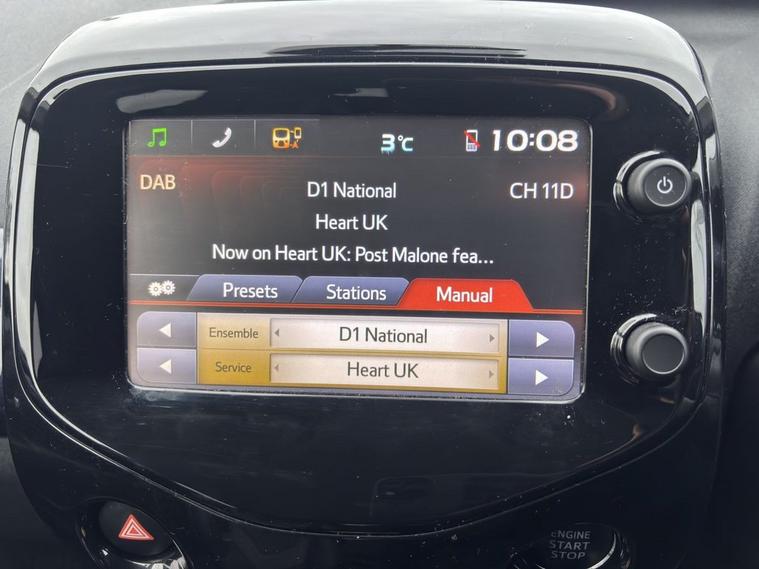 3°C
10:08
DAB
D1 National
CH 11D
Heart UK
Now on Heart UK: Post Malone fea...
Presets
Stations
Manual
Ensemble
D1 National
Service
Heart UK
ENGINE
START
STOP